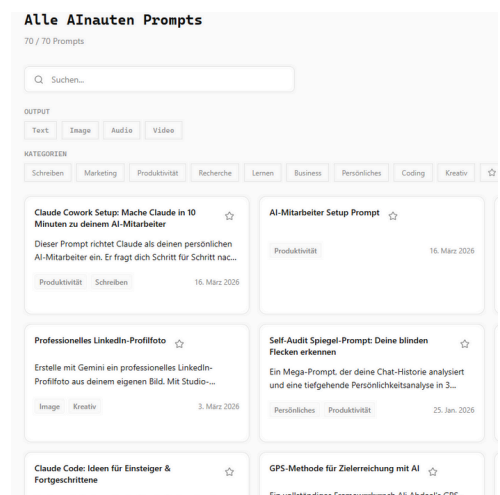 Alle AInauten Prompts
70 / 70 Prompts
Suchen...
OUTPUT
Text Image Audio Video
KATEGORIEN
Schreiben Marketing Produktivität Recherche Lernen Business Persönliches Coding Kreativ
Claude Cowork Setup: Mache Claude in 10
Minuten zu deinem AI-Mitarbeiter
Dieser Prompt richtet Claude als deinen persönlichen
AI-Mitarbeiter ein. Er fragt dich Schritt für Schritt nac...
Produktivität Schreiben 16. März 2026
AI-Mitarbeiter Setup Prompt
Produktivität 16. März 2026
Professionelles LinkedIn-Profilfoto
Erstelle mit Gemini ein professionelles LinkedIn-
Profilfoto aus deinem eigenen Bild. Mit Studio-...
Image Kreativ 3. März 2026
Self-Audit Spiegel-Prompt: Deine blinden
Flecken erkennen
Ein Mega-Prompt, der deine Chat-Historie analysiert
und eine tiefgehende Persönlichkeitsanalyse in 3...
Persönliches Produktivität 25. Jan. 2026
Claude Code: Ideen für Einsteiger &
Fortgeschrittene
GPS-Methode für Zielerreichung mit AI